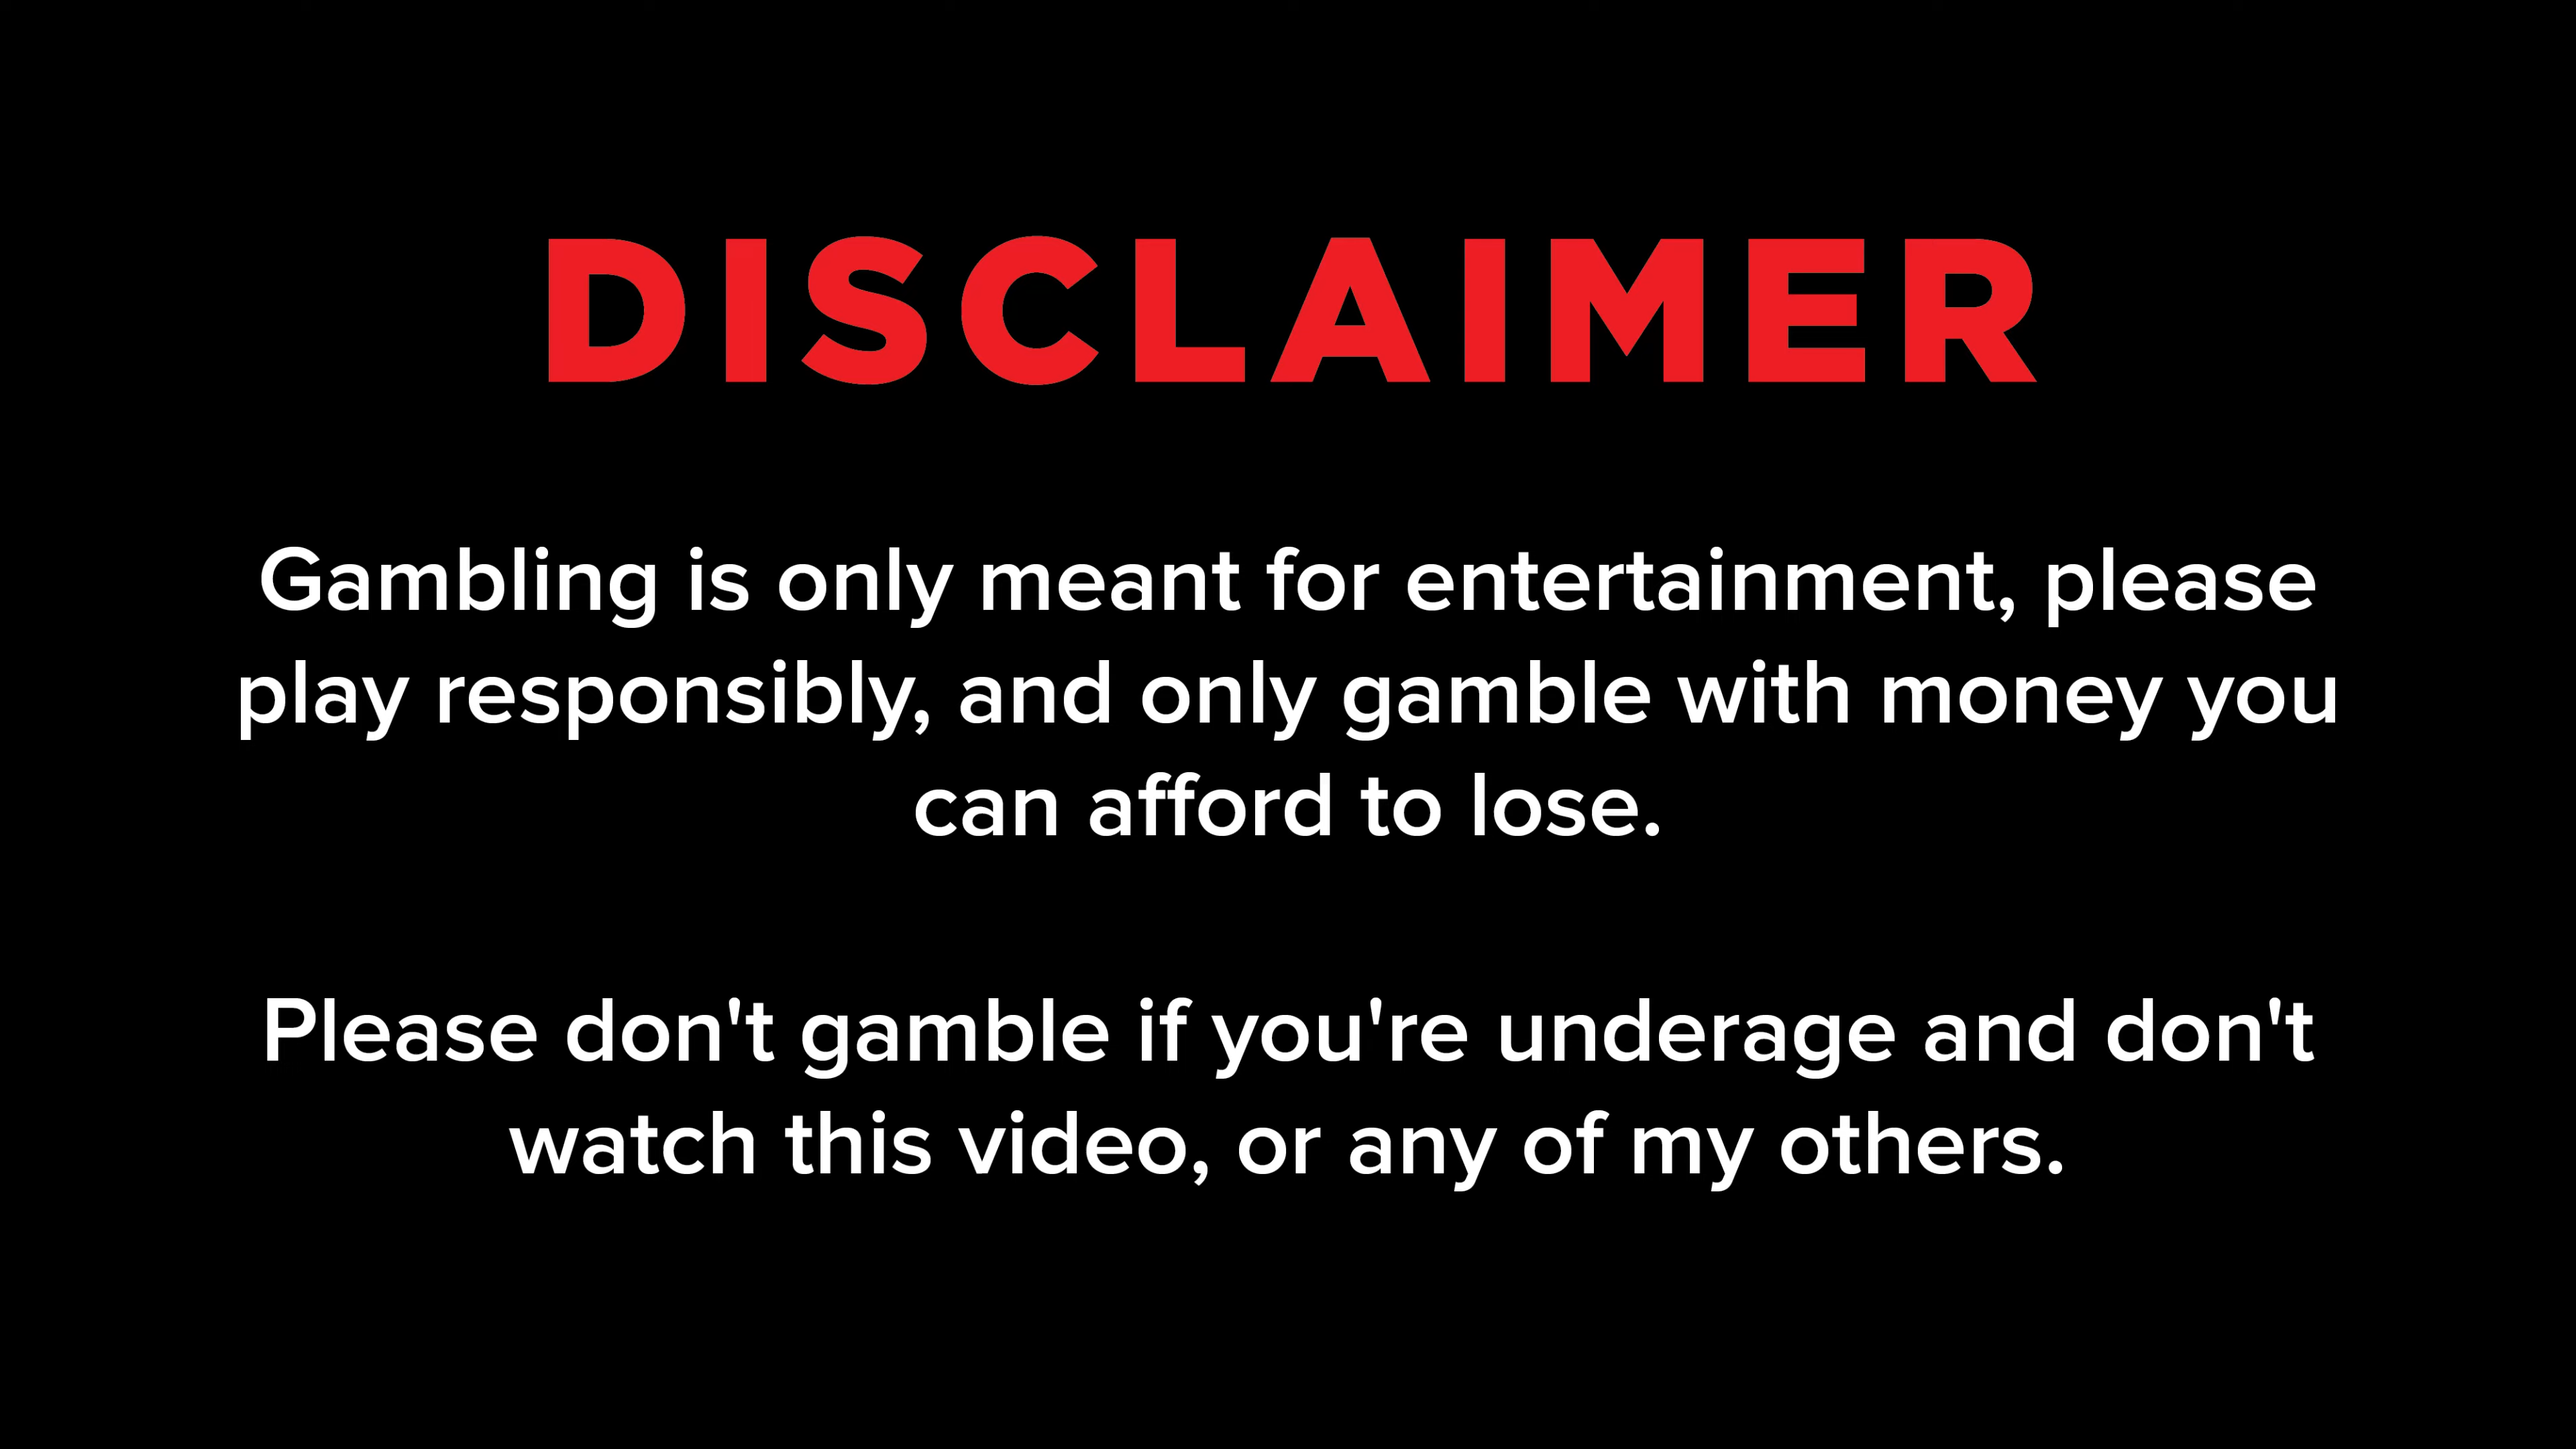 DISCLAIMER
Gambling is only meant for entertainment, please
play responsibly, and only gamble with money you
can afford to lose.
Please don't gamble if you're underage and don't
watch this video, or any of my others.